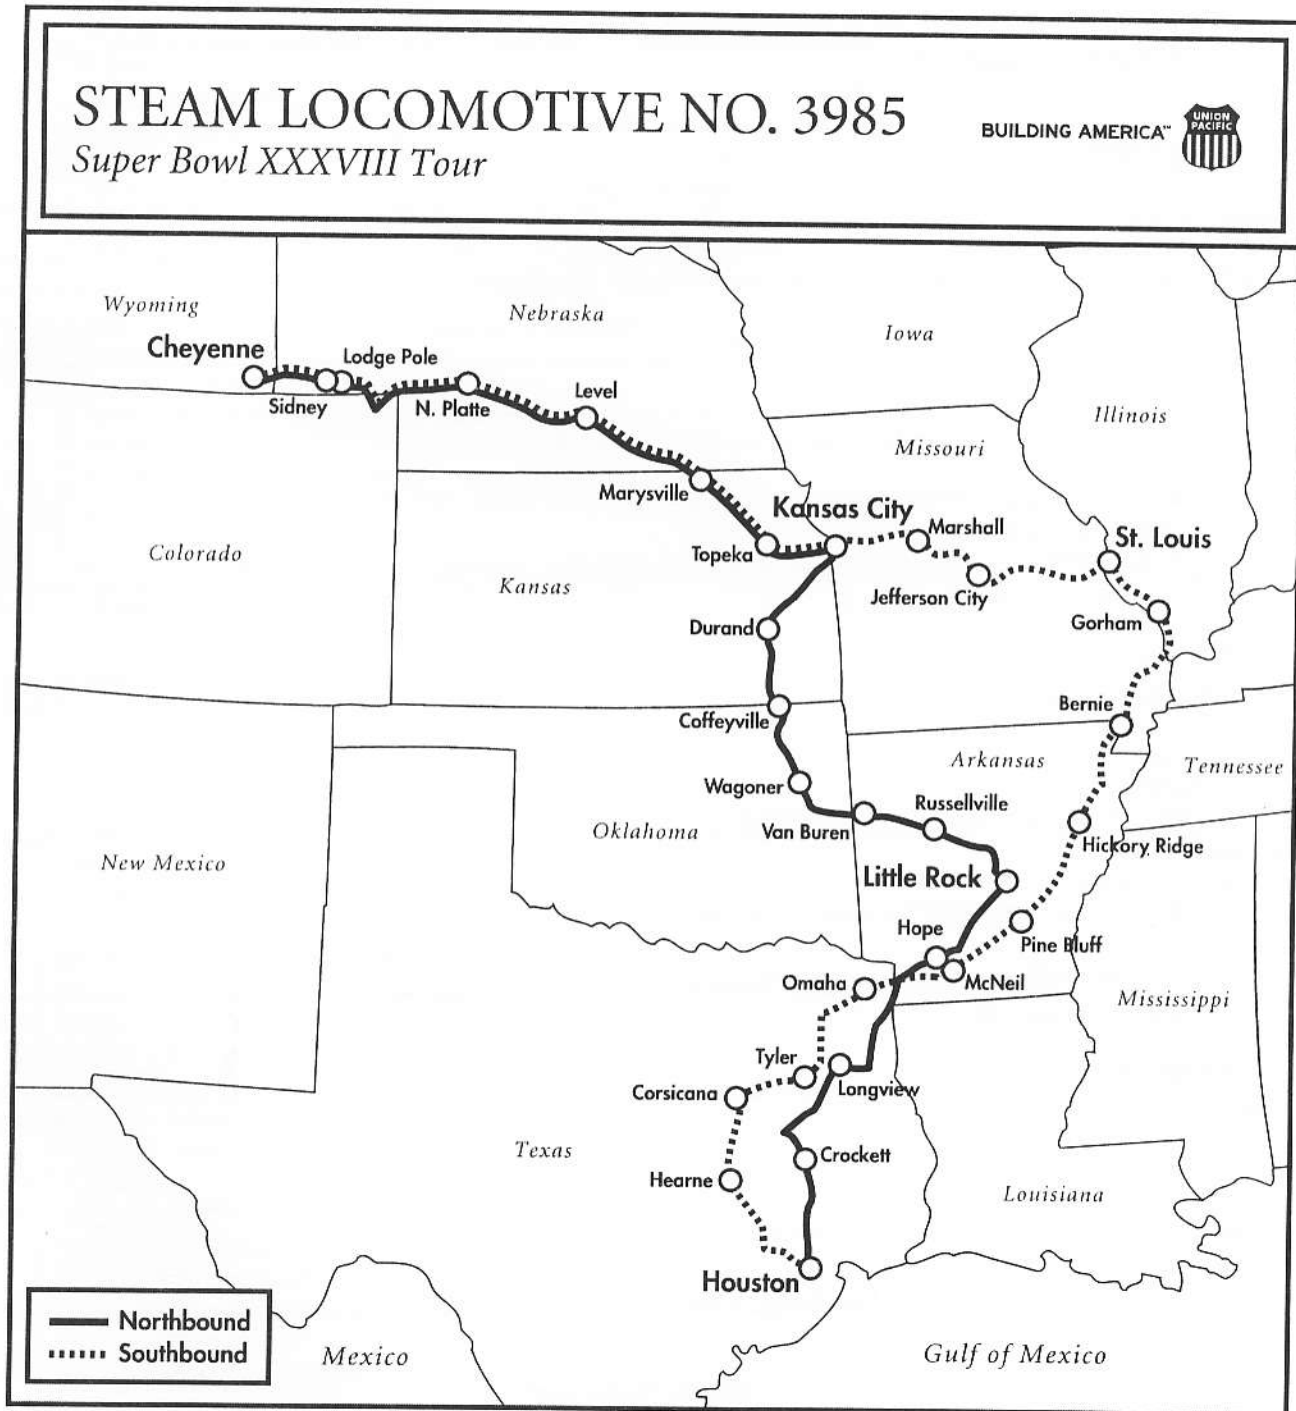 STEAM LOCOMOTIVE NO. 3985
Super Bowl XXXVIII Tour
BUILDING AMERICA™
UNION
PACIFIC
Wyoming
Nebraska
Iowa
Illinois
Cheyenne
Lodge Pole
Sidney
N. Platte
Level
Missouri
Marysville
Kansas City
Marshall
St. Louis
Colorado
Topeka
Kansas
Jefferson City
Gorham
Durand
Bernie
Coffeyville
Arkansas
Tennessee
Wagoner
Russellville
Oklahoma
Van Buren
Hickory Ridge
New Mexico
Little Rock
Hope
Pine Bluff
Omaha
McNeil
Mississippi
Tyler
Corsicana
Longview
Texas
Crockett
Hearne
Louisiana
Houston
Northbound
Southbound
Mexico
Gulf of Mexico